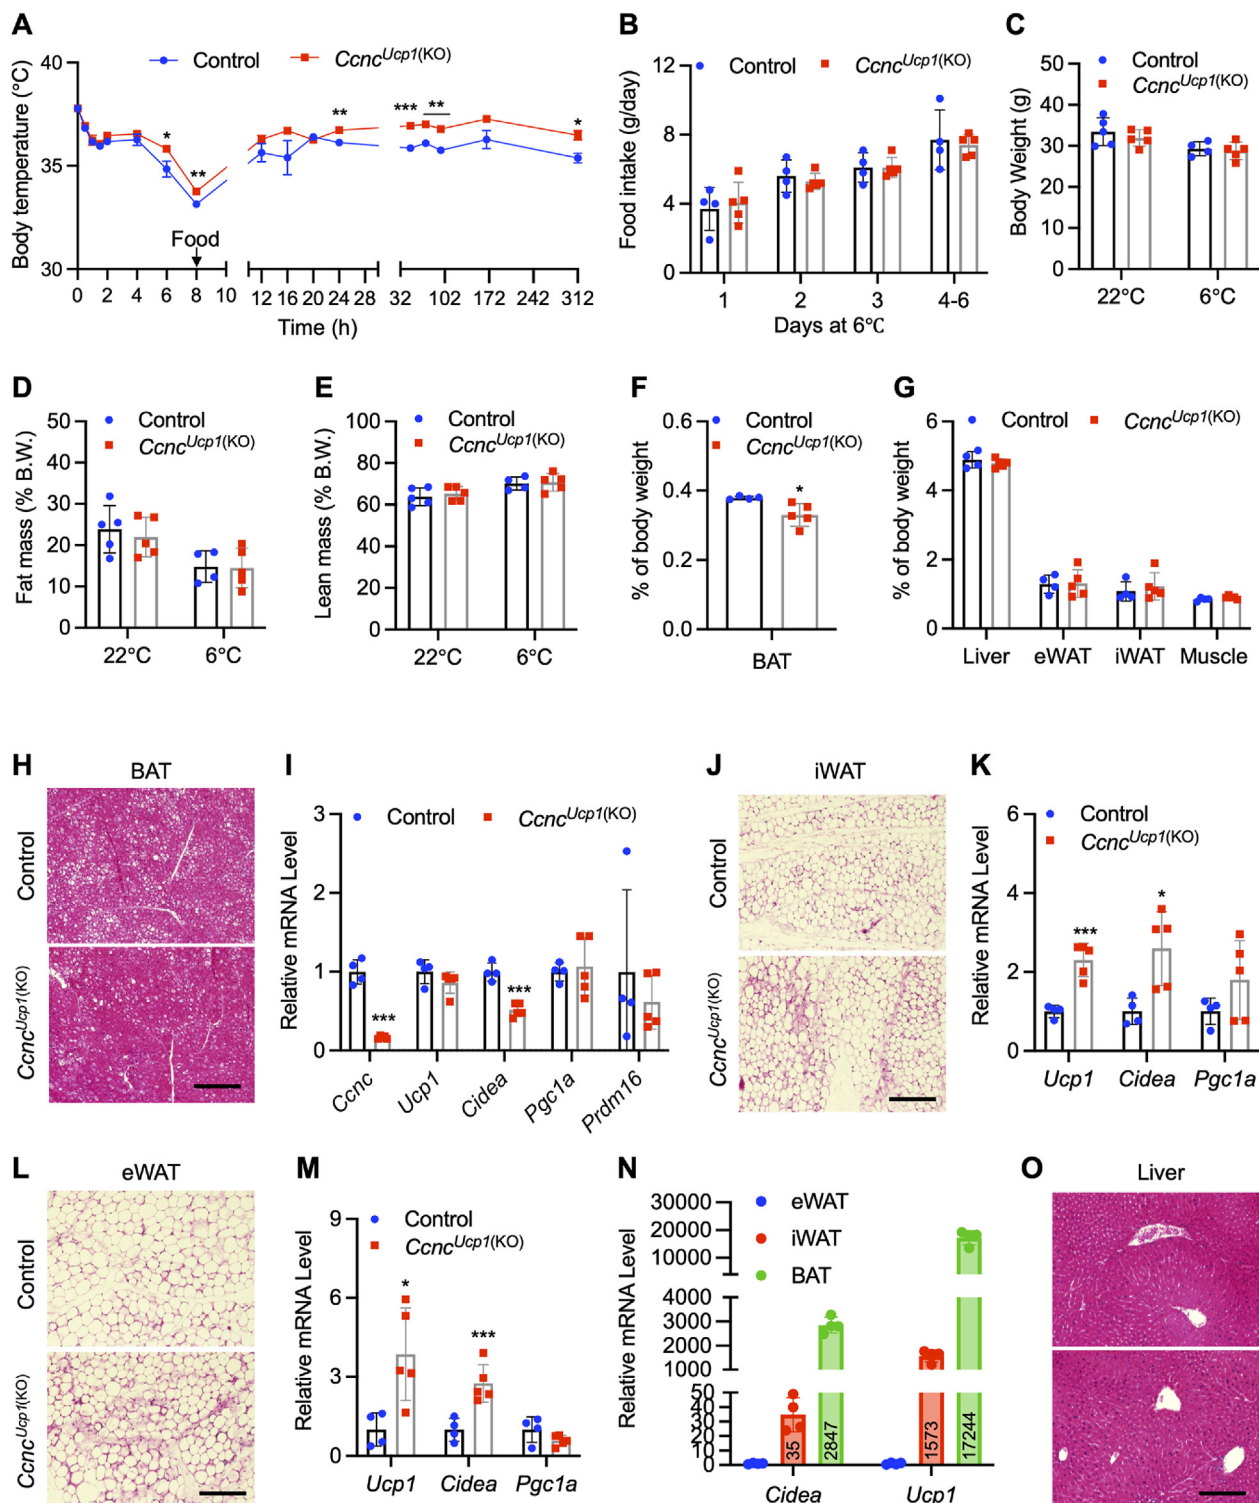 A
Control
Ccnc^Ucp1(KO)
Body temperature (°C)
40
35
30
*
**
**
***
**
*
Food
0 2 4 6 8 10 12 16 20 24 28 32 102 172 242 312
Time (h)
B
Control
Ccnc^Ucp1(KO)
Food intake (g/day)
12
8
4
0
1 2 3 4-6
Days at 6℃
C
Control
Ccnc^Ucp1(KO)
Body Weight (g)
50
40
30
20
10
0
22°C 6°C
D
Control
Ccnc^Ucp1(KO)
Fat mass (% B.W.)
50
40
30
20
10
0
22°C 6°C
E
Control
Ccnc^Ucp1(KO)
Lean mass (% B.W.)
100
80
60
40
20
0
22°C 6°C
F
Control
Ccnc^Ucp1(KO)
% of body weight
0.6
0.4
0.2
0.0
*
BAT
G
Control
Ccnc^Ucp1(KO)
% of body weight
6
4
2
0
Liver eWAT iWAT Muscle
H
BAT
Control
Ccnc^Ucp1(KO)
I
Control
Ccnc^Ucp1(KO)
Relative mRNA Level
3
2
1
0
***
***
Ccnc Ucp1 Cidea Pgc1a Prdm16
J
iWAT
Control
Ccnc^Ucp1(KO)
K
Control
Ccnc^Ucp1(KO)
Relative mRNA Level
6
4
2
0
***
*
Ucp1 Cidea Pgc1a
L
eWAT
Control
Ccnc^Ucp1(KO)
M
Control
Ccnc^Ucp1(KO)
Relative mRNA Level
9
6
3
0
*
***
Ucp1 Cidea Pgc1a
N
eWAT
iWAT
BAT
Relative mRNA Level
30000
20000
10000
4000
3000
2000
1000
50
40
30
20
10
0
35
2847
1573
17244
Cidea Ucp1
O
Liver